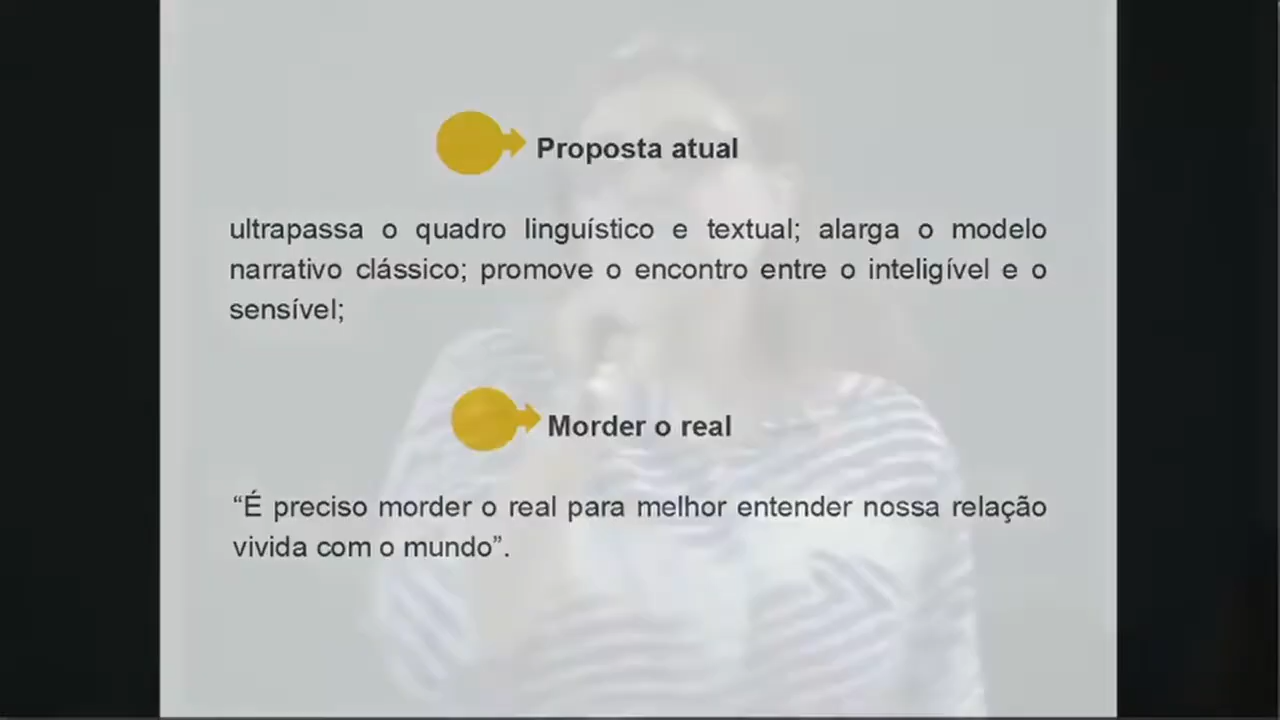 Proposta atual
ultrapassa o quadro linguístico e textual; alarga o modelo
narrativo clássico; promove o encontro entre o inteligível e o
sensível;
Morder o real
“É preciso morder o real para melhor entender nossa relação
vivida com o mundo”.